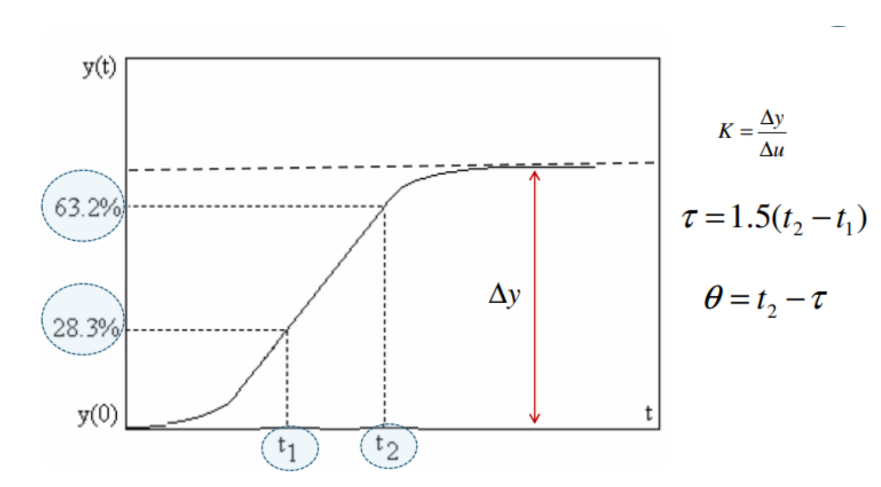 y(t)
63.2%
28.3%
y(0)
t₁
t₂
t
Δy
K = Δy/Δu
τ = 1.5(t₂ − t₁)
θ = t₂ − τ